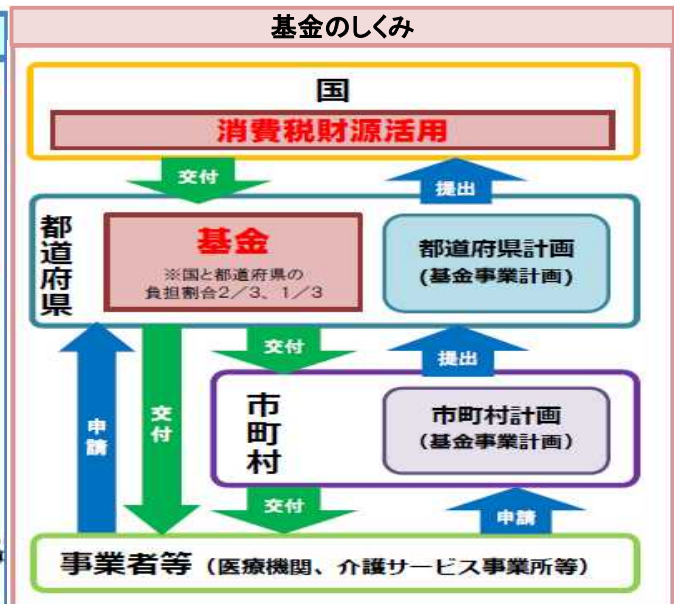 基金のしくみ
国
消費税財源活用
交付
提出
都道府県
基金
※国と都道府県の
負担割合2/3、1/3
都道府県計画
(基金事業計画)
交付
提出
申請
交付
市町村
市町村計画
(基金事業計画)
交付
申請
事業者等(医療機関、介護サービス事業所等)